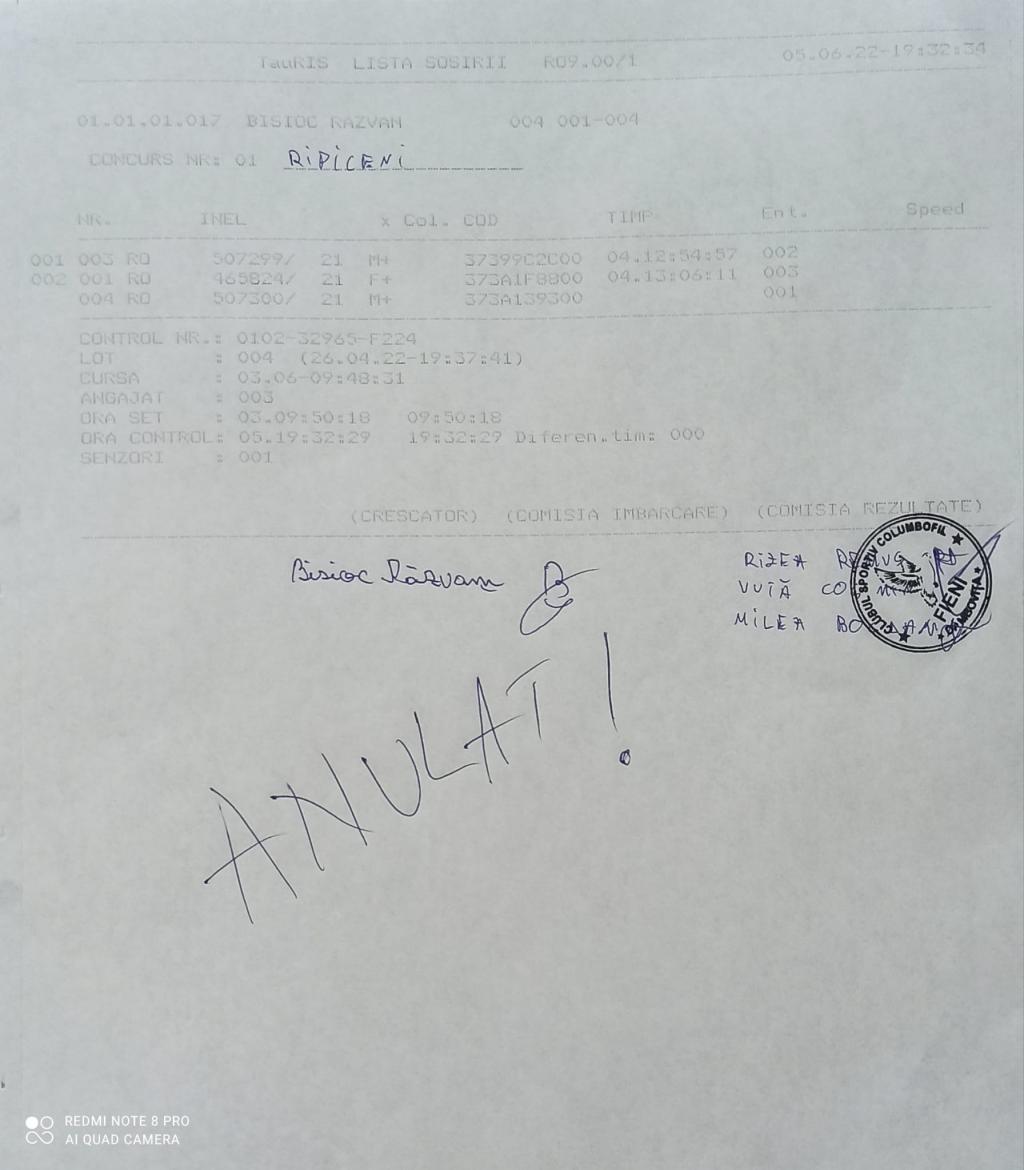 TauRIS LISTA SOSIRII R09.00/1 05.06.22-19:32:34
01.01.01.017 BISIOC RAZVAN 004 001-004
CONCURS NR: 01 RIPICENI
NR. INEL x Col. COD TIMP Ent. Speed
001 003 RO 507299/ 21 M+ 37399C2C00 04.12:54:57 002
002 001 RO 465824/ 21 F+ 373A1F8800 04.13:06:11 003
004 RO 507300/ 21 M+ 373A139300 001
CONTROL NR.: 0102-32965-F224
LOT : 004 (26.04.22-19:37:41)
CURSA : 03.06-09:48:31
ANGAJAT : 003
ORA SET : 03.09:50:18 09:50:18
ORA CONTROL: 05.19:32:29 19:32:29 Diferen.tim: 000
SENZORI : 001
(CRESCATOR) (COMISIA IMBARCARE) (COMISIA REZULTATE)
Bisioc Răzvan
RIZEA
VUȚĂ
MILEA
CLUBUL SPORTIV COLUMBOFIL
FIENI
DAMBOVITA
ANULAT!
REDMI NOTE 8 PRO
AI QUAD CAMERA